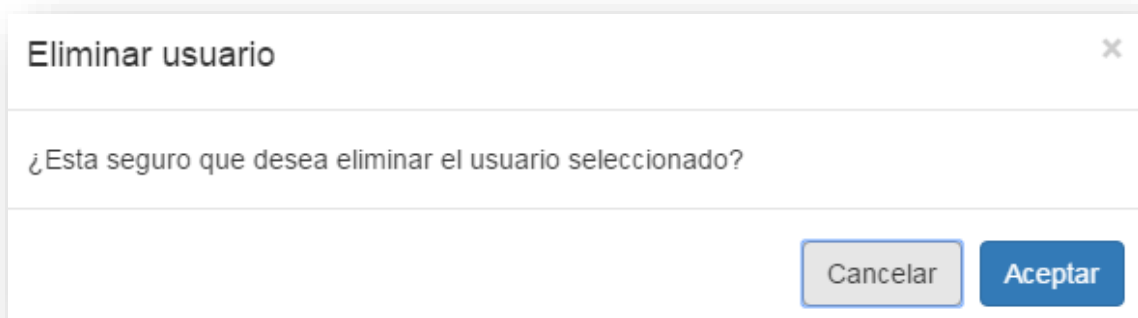 Eliminar usuario ×
¿Esta seguro que desea eliminar el usuario seleccionado?
Cancelar Aceptar